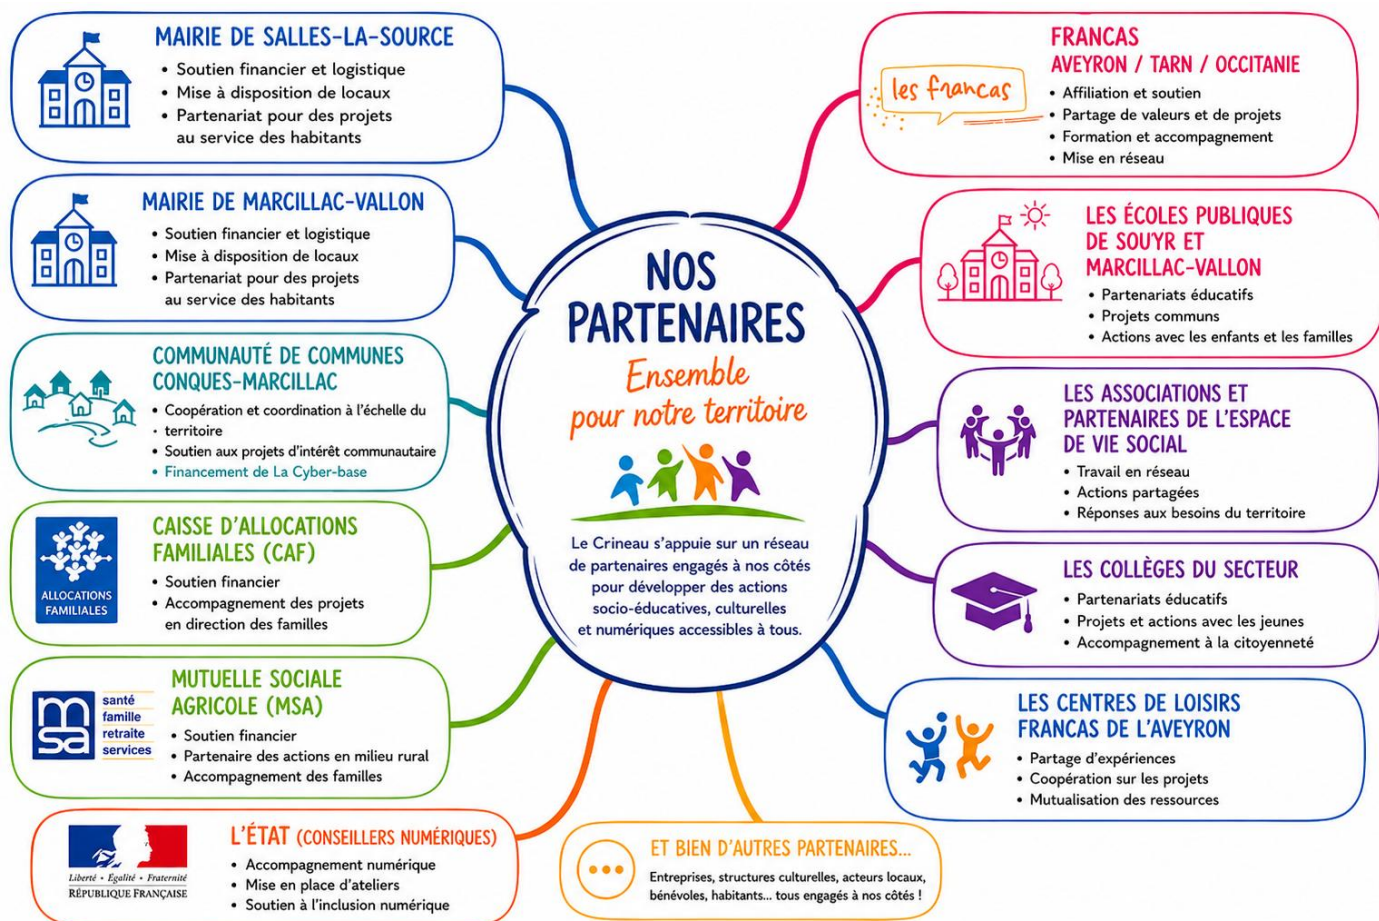 MAIRIE DE SALLES-LA-SOURCE
• Soutien financier et logistique
• Mise à disposition de locaux
• Partenariat pour des projets
au service des habitants
MAIRIE DE MARCILLAC-VALLON
• Soutien financier et logistique
• Mise à disposition de locaux
• Partenariat pour des projets
au service des habitants
COMMUNAUTÉ DE COMMUNES
CONQUES-MARCILLAC
• Coopération et coordination à l'échelle du
• territoire
• Soutien aux projets d'intérêt communautaire
• Financement de La Cyber-base
ALLOCATIONS
FAMILIALES
CAISSE D'ALLOCATIONS
FAMILIALES (CAF)
• Soutien financier
• Accompagnement des projets
en direction des familles
msa
santé
famille
retraite
services
MUTUELLE SOCIALE
AGRICOLE (MSA)
• Soutien financier
• Partenaire des actions en milieu rural
• Accompagnement des familles
Liberté • Égalité • Fraternité
RÉPUBLIQUE FRANÇAISE
L'ÉTAT (CONSEILLERS NUMÉRIQUES)
• Accompagnement numérique
• Mise en place d'ateliers
• Soutien à l'inclusion numérique
NOS
PARTENAIRES
Ensemble
pour notre territoire
Le Crineau s'appuie sur un réseau
de partenaires engagés à nos côtés
pour développer des actions
socio-éducatives, culturelles
et numériques accessibles à tous.
ET BIEN D'AUTRES PARTENAIRES...
Entreprises, structures culturelles, acteurs locaux,
bénévoles, habitants... tous engagés à nos côtés !
les francas
FRANCAS
AVEYRON / TARN / OCCITANIE
• Affiliation et soutien
• Partage de valeurs et de projets
• Formation et accompagnement
• Mise en réseau
LES ÉCOLES PUBLIQUES
DE SOUYR ET
MARCILLAC-VALLON
• Partenariats éducatifs
• Projets communs
• Actions avec les enfants et les familles
LES ASSOCIATIONS ET
PARTENAIRES DE L'ESPACE
DE VIE SOCIAL
• Travail en réseau
• Actions partagées
• Réponses aux besoins du territoire
LES COLLÈGES DU SECTEUR
• Partenariats éducatifs
• Projets et actions avec les jeunes
• Accompagnement à la citoyenneté
LES CENTRES DE LOISIRS
FRANCAS DE L'AVEYRON
• Partage d'expériences
• Coopération sur les projets
• Mutualisation des ressources